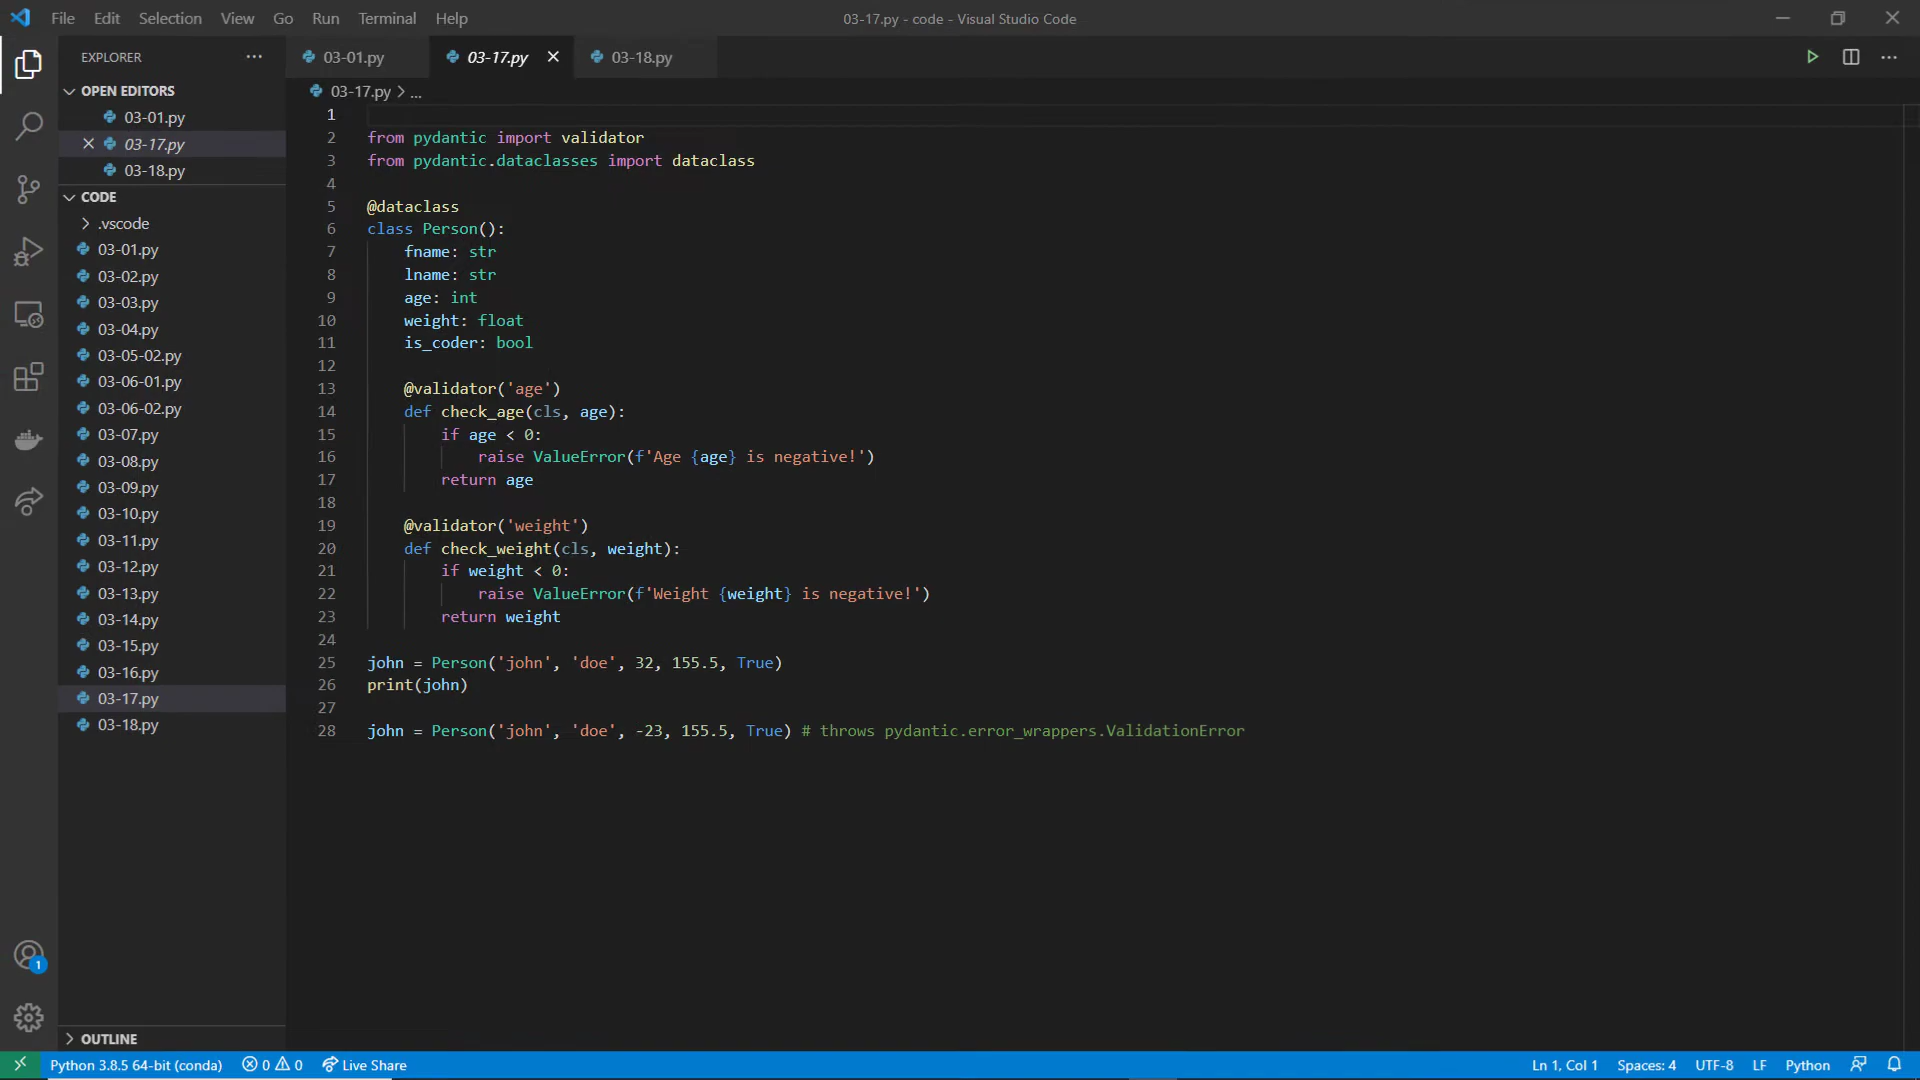 File Edit Selection View Go Run Terminal Help
03-17.py - code - Visual Studio Code
EXPLORER
OPEN EDITORS
03-01.py
03-17.py
03-18.py
CODE
.vscode
03-01.py
03-02.py
03-03.py
03-04.py
03-05-02.py
03-06-01.py
03-06-02.py
03-07.py
03-08.py
03-09.py
03-10.py
03-11.py
03-12.py
03-13.py
03-14.py
03-15.py
03-16.py
03-17.py
03-18.py
OUTLINE
1
03-01.py 03-17.py 03-18.py
03-17.py > ...
1
2 from pydantic import validator
3 from pydantic.dataclasses import dataclass
4
5 @dataclass
6 class Person():
7     fname: str
8     lname: str
9     age: int
10     weight: float
11     is_coder: bool
12
13     @validator('age')
14     def check_age(cls, age):
15         if age < 0:
16             raise ValueError(f'Age {age} is negative!')
17         return age
18
19     @validator('weight')
20     def check_weight(cls, weight):
21         if weight < 0:
22             raise ValueError(f'Weight {weight} is negative!')
23         return weight
24
25 john = Person('john', 'doe', 32, 155.5, True)
26 print(john)
27
28 john = Person('john', 'doe', -23, 155.5, True) # throws pydantic.error_wrappers.ValidationError
Python 3.8.5 64-bit (conda) 0 0 Live Share Ln 1, Col 1 Spaces: 4 UTF-8 LF Python